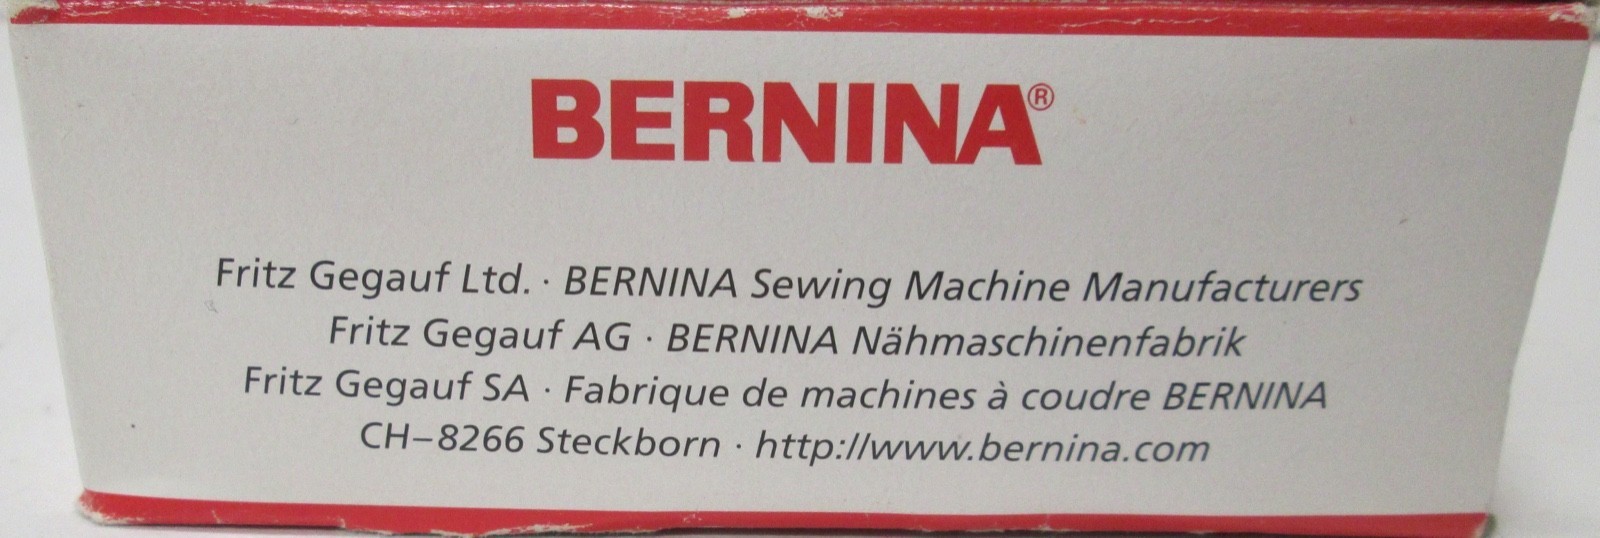 BERNINA®
Fritz Gegauf Ltd. · BERNINA Sewing Machine Manufacturers
Fritz Gegauf AG · BERNINA Nähmaschinenfabrik
Fritz Gegauf SA · Fabrique de machines à coudre BERNINA
CH–8266 Steckborn · http://www.bernina.com